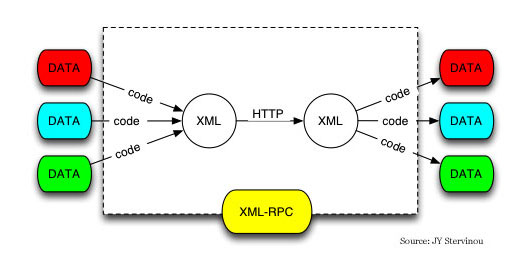 DATA
DATA
DATA
code
code
code
XML
HTTP
XML
code
code
code
DATA
DATA
DATA
XML-RPC
Source: JY Stervinou